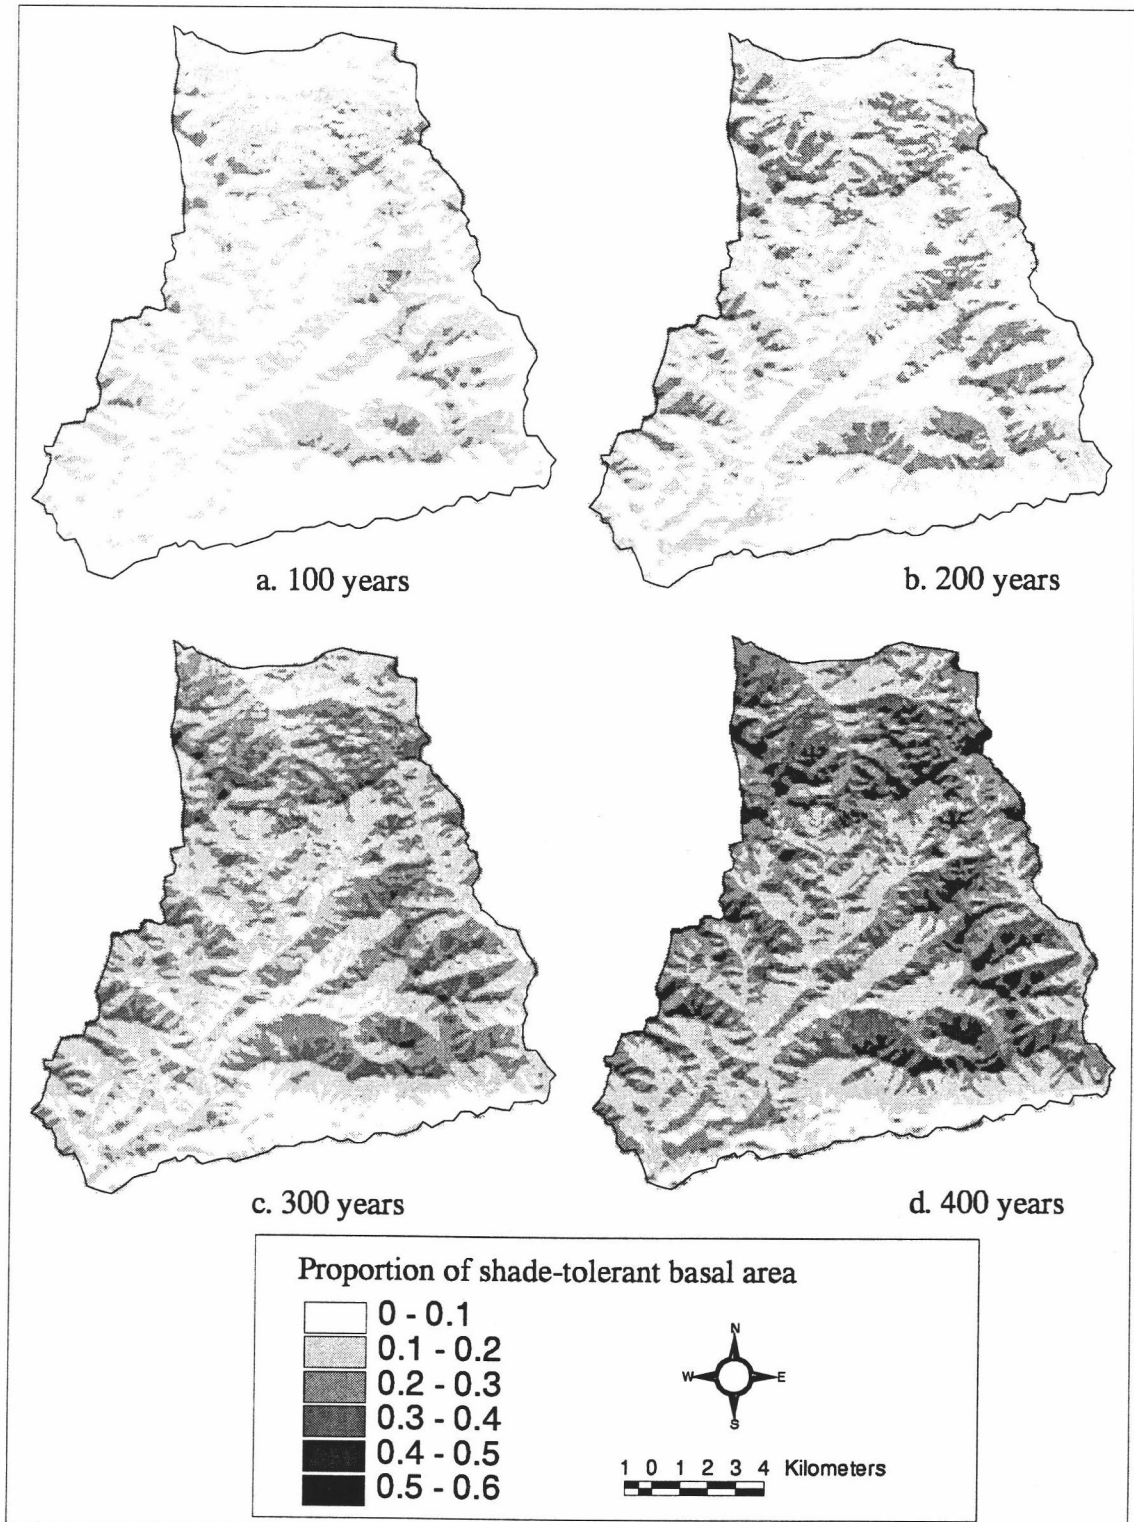 a. 100 years
b. 200 years
c. 300 years
d. 400 years
Proportion of shade-tolerant basal area
0 - 0.1
0.1 - 0.2
0.2 - 0.3
0.3 - 0.4
0.4 - 0.5
0.5 - 0.6
N
W E
S
1 0 1 2 3 4 Kilometers